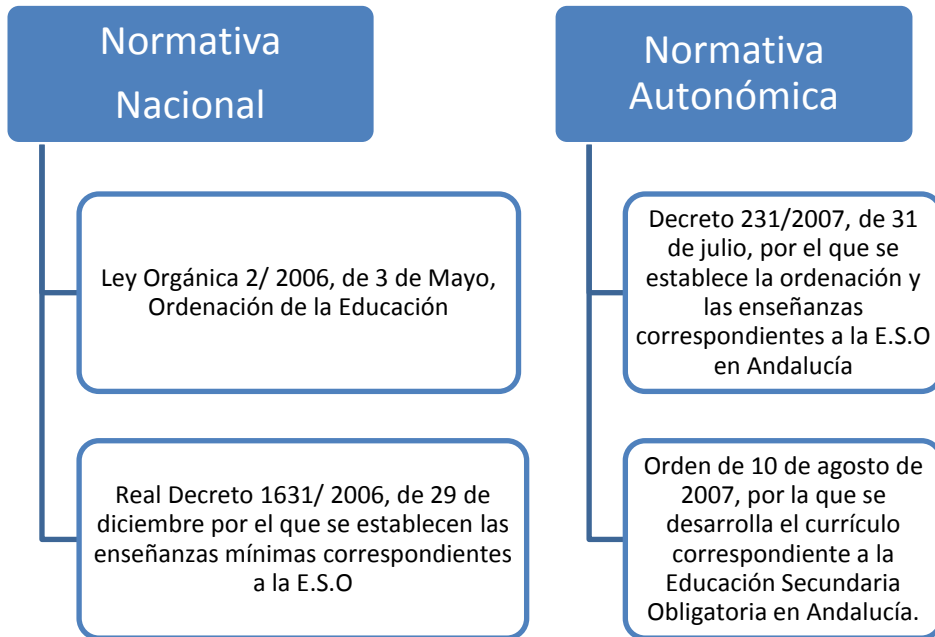 Normativa
Nacional
Ley Orgánica 2/ 2006, de 3 de Mayo,
Ordenación de la Educación
Real Decreto 1631/ 2006, de 29 de
diciembre por el que se establecen las
enseñanzas mínimas correspondientes
a la E.S.O
Normativa
Autonómica
Decreto 231/2007, de 31
de julio, por el que se
establece la ordenación y
las enseñanzas
correspondientes a la E.S.O
en Andalucía
Orden de 10 de agosto de
2007, por la que se
desarrolla el currículo
correspondiente a la
Educación Secundaria
Obligatoria en Andalucía.